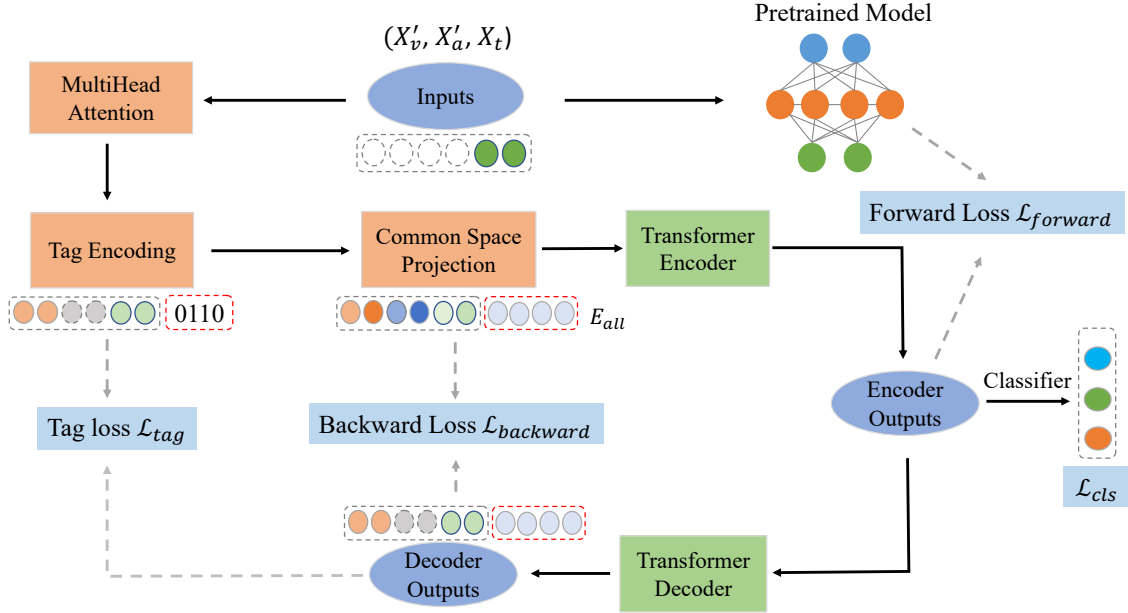 Pretrained Model
(X′_v, X′_a, X_t)
MultiHead
Attention
Inputs
Forward Loss ℒ_forward
Tag Encoding
Common Space
Projection
Transformer
Encoder
0110
E_all
Tag loss ℒ_tag
Backward Loss ℒ_backward
Encoder
Outputs
Classifier
ℒ_cls
Decoder
Outputs
Transformer
Decoder